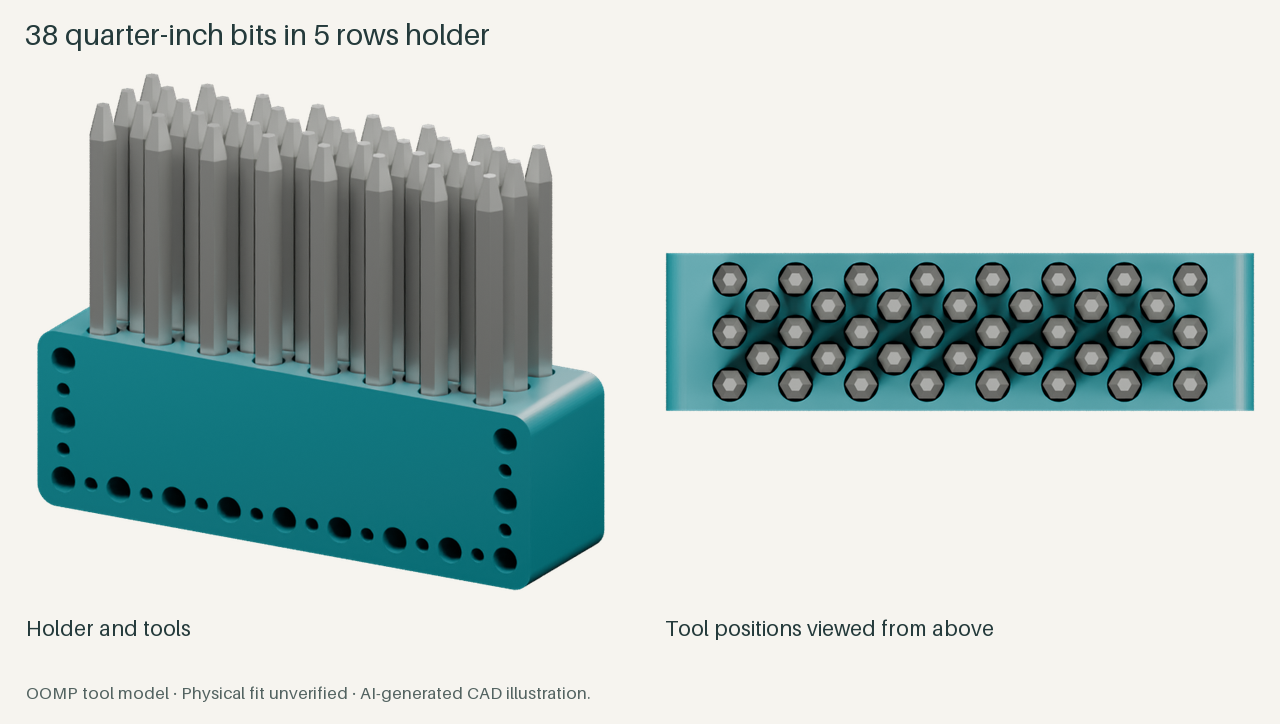 38 quarter-inch bits in 5 rows holder
Holder and tools
Tool positions viewed from above
OOMP tool model · Physical fit unverified · AI-generated CAD illustration.